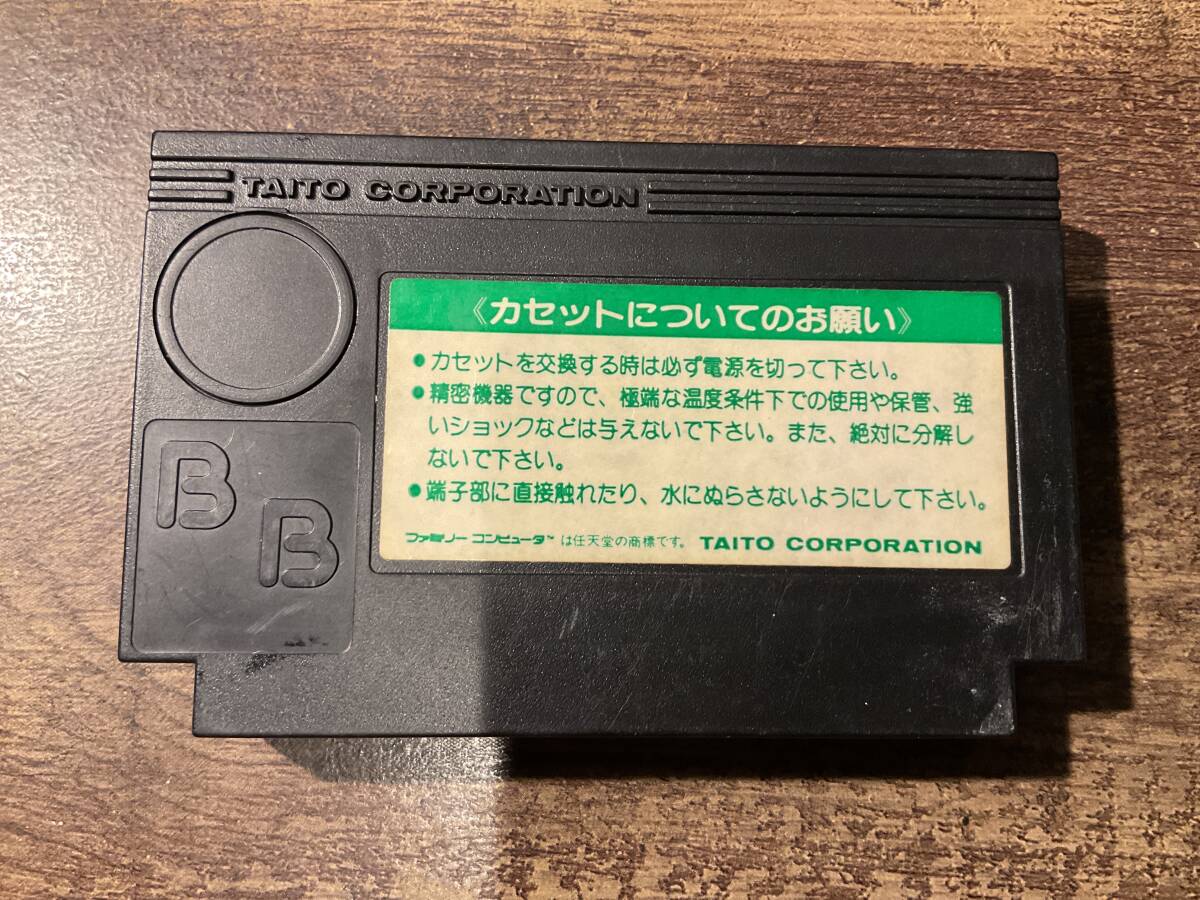 TAITO CORPORATION
《カセットについてのお願い》
●カセットを交換する時は必ず電源を切って下さい。
●精密機器ですので、極端な温度条件下での使用や保管、強
いショックなどは与えないで下さい。また、絶対に分解し
ないで下さい。
●端子部に直接触れたり、水にぬらさないようにして下さい。
ファミリー コンピュータ™ は任天堂の商標です。 TAITO CORPORATION
B
B